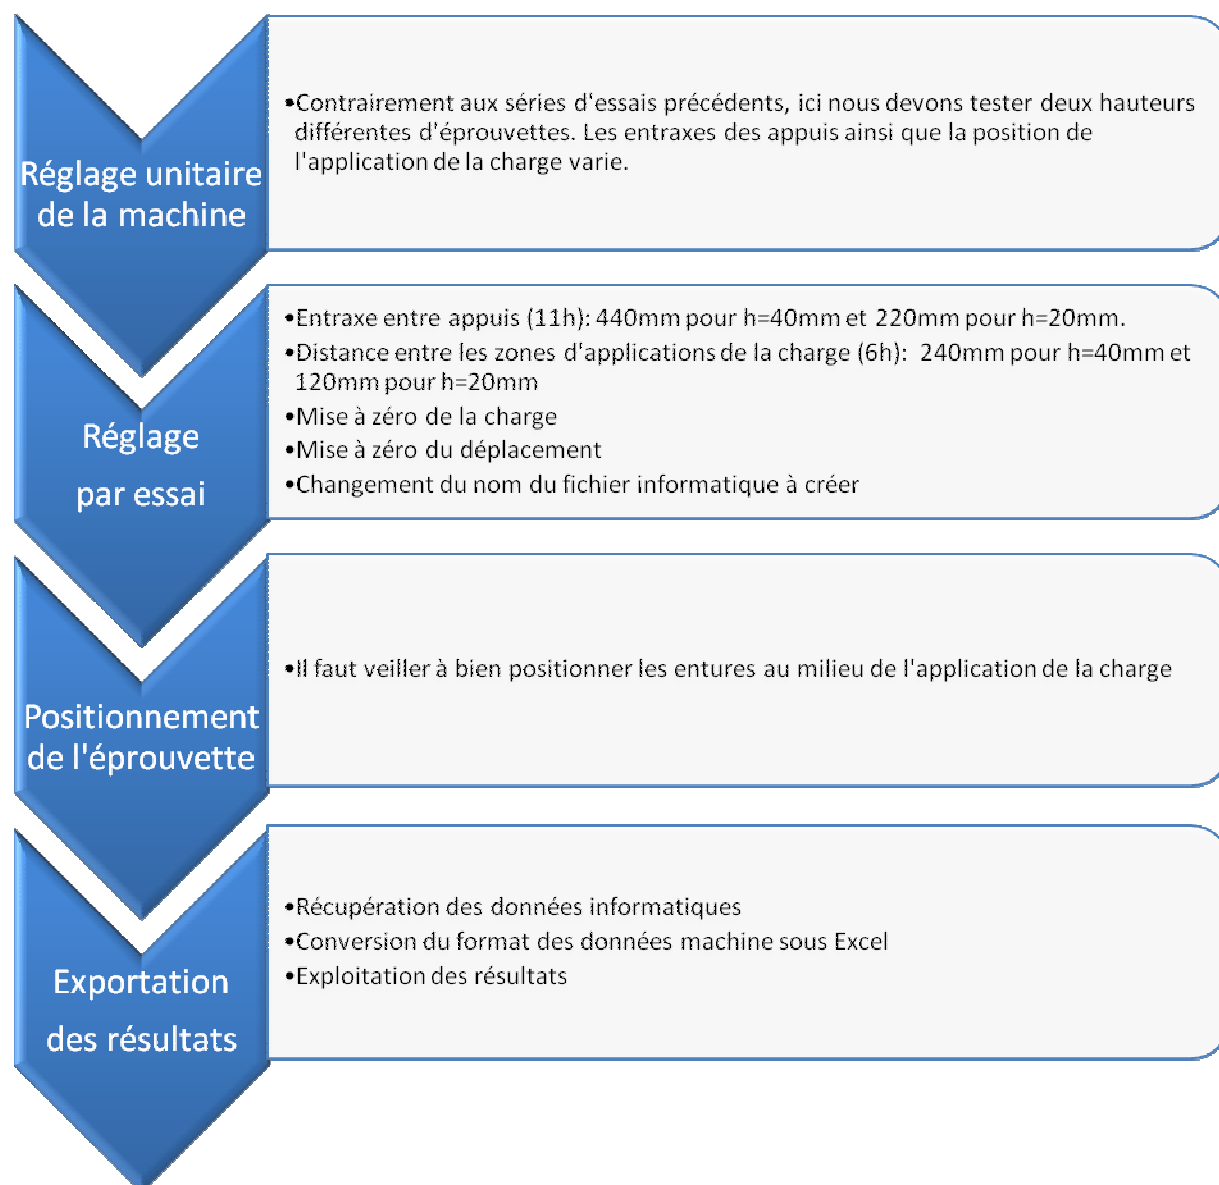 Réglage unitaire
de la machine
•Contrairement aux séries d'essais précédents, ici nous devons tester deux hauteurs
différentes d'éprouvettes. Les entraxes des appuis ainsi que la position de
l'application de la charge varie.
Réglage
par essai
•Entraxe entre appuis (11h): 440mm pour h=40mm et 220mm pour h=20mm.
•Distance entre les zones d'applications de la charge (6h): 240mm pour h=40mm et
120mm pour h=20mm
•Mise à zéro de la charge
•Mise à zéro du déplacement
•Changement du nom du fichier informatique à créer
Positionnement
de l'éprouvette
•Il faut veiller à bien positionner les entures au milieu de l'application de la charge
Exportation
des résultats
•Récupération des données informatiques
•Conversion du format des données machine sous Excel
•Exploitation des résultats